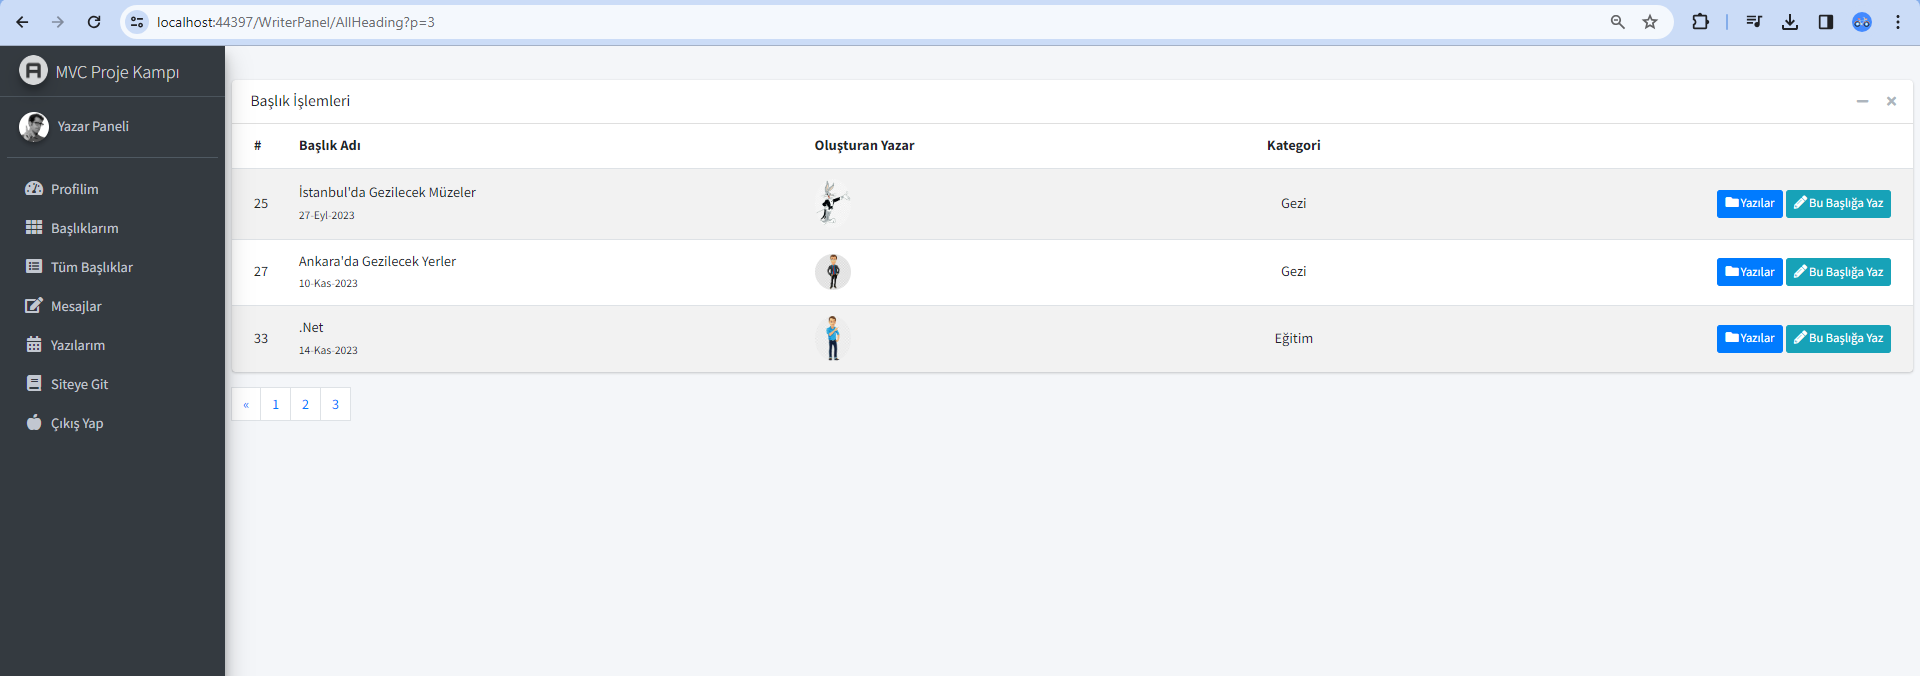 localhost:44397/WriterPanel/AllHeading?p=3
MVC Proje Kampı
Yazar Paneli
Profilim
Başlıklarım
Tüm Başlıklar
Mesajlar
Yazılarım
Siteye Git
Çıkış Yap
Başlık İşlemleri
# Başlık Adı Oluşturan Yazar Kategori
25 İstanbul'da Gezilecek Müzeler Gezi Yazılar Bu Başlığa Yaz
27-Eyl-2023
27 Ankara'da Gezilecek Yerler Gezi Yazılar Bu Başlığa Yaz
10-Kas-2023
33 .Net Eğitim Yazılar Bu Başlığa Yaz
14-Kas-2023
« 1 2 3